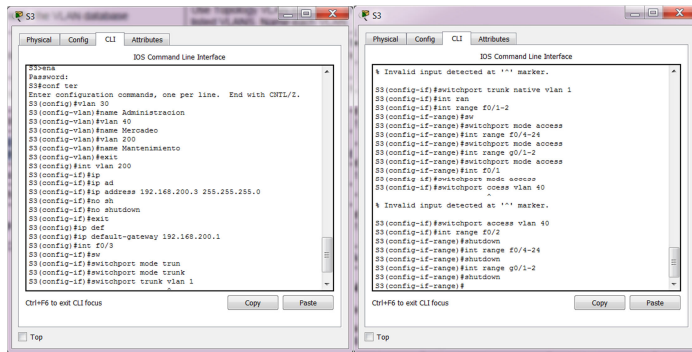 the VLAN database
S3
Physical Config CLI Attributes
IOS Command Line Interface
S3>ena
Password:
S3#conf ter
Enter configuration commands, one per line. End with CNTL/Z.
S3(config)#vlan 30
S3(config-vlan)#name Administracion
S3(config-vlan)#vlan 40
S3(config-vlan)#name Mercadeo
S3(config-vlan)#vlan 200
S3(config-vlan)#name Mantenimiento
S3(config-vlan)#exit
S3(config)#int vlan 200
S3(config-if)#ip
S3(config-if)#ip ad
S3(config-if)#ip address 192.168.200.3 255.255.255.0
S3(config-if)#no sh
S3(config-if)#no shutdown
S3(config-if)#exit
S3(config)#ip def
S3(config)#ip default-gateway 192.168.200.1
S3(config)#int f0/3
S3(config-if)#sw
S3(config-if)#switchport mode trun
S3(config-if)#switchport mode trunk
S3(config-if)#switchport trunk vlan 1
^
Ctrl+F6 to exit CLI focus
Copy Paste
Top
S3
Physical Config CLI Attributes
IOS Command Line Interface
% Invalid input detected at '^' marker.
S3(config-if)#switchport trunk native vlan 1
S3(config-if)#int ran
S3(config-if)#int range f0/1-2
S3(config-if-range)#sw
S3(config-if-range)#switchport mode access
S3(config-if-range)#int range f0/4-24
S3(config-if-range)#switchport mode access
S3(config-if-range)#int range g0/1-2
S3(config-if-range)#switchport mode access
S3(config-if-range)#int f0/1
S3(config-if)#switchport mode access
S3(config-if)#switchport ccess vlan 40
^
% Invalid input detected at '^' marker.
S3(config-if)#switchport access vlan 40
S3(config-if)#int range f0/2
S3(config-if-range)#shutdown
S3(config-if-range)#int range f0/4-24
S3(config-if-range)#shutdown
S3(config-if-range)#int range g0/1-2
S3(config-if-range)#shutdown
S3(config-if-range)#
Ctrl+F6 to exit CLI focus
Copy Paste
Top